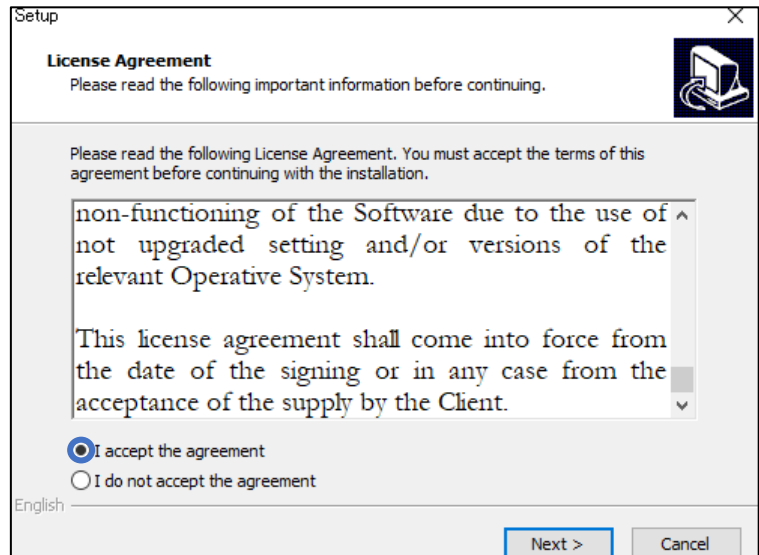 Setup
License Agreement
Please read the following important information before continuing.
Please read the following License Agreement. You must accept the terms of this
agreement before continuing with the installation.
non-functioning of the Software due to the use of
not upgraded setting and/or versions of the
relevant Operative System.
This license agreement shall come into force from
the date of the signing or in any case from the
acceptance of the supply by the Client.
I accept the agreement
I do not accept the agreement
English
Next >
Cancel